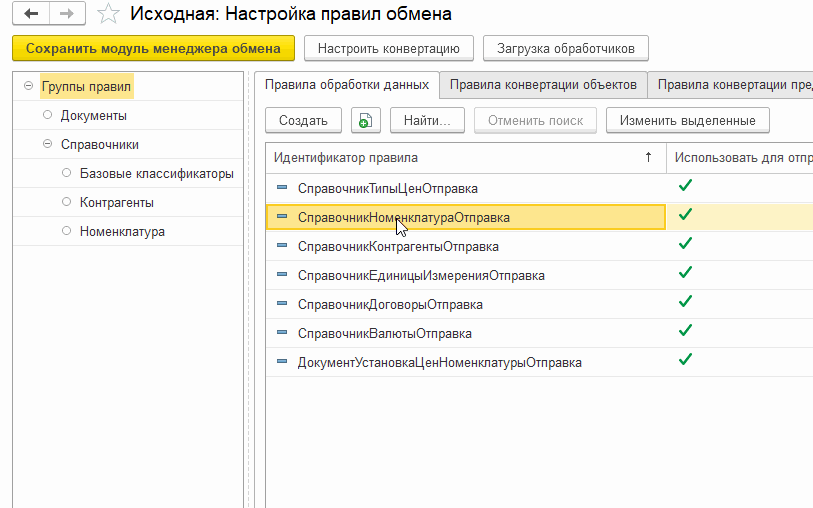 Исходная: Настройка правил обмена
Сохранить модуль менеджера обмена Настроить конвертацию Загрузка обработчиков
Группы правил
Документы
Справочники
Базовые классификаторы
Контрагенты
Номенклатура
Правила обработки данных Правила конвертации объектов Правила конвертации пред
Создать Найти... Отменить поиск Изменить выделенные
Идентификатор правила ↑ Использовать для отпр
СправочникТипыЦенОтправка
СправочникНоменклатураОтправка
СправочникКонтрагентыОтправка
СправочникЕдиницыИзмеренияОтправка
СправочникДоговорыОтправка
СправочникВалютыОтправка
ДокументУстановкаЦенНоменклатурыОтправка